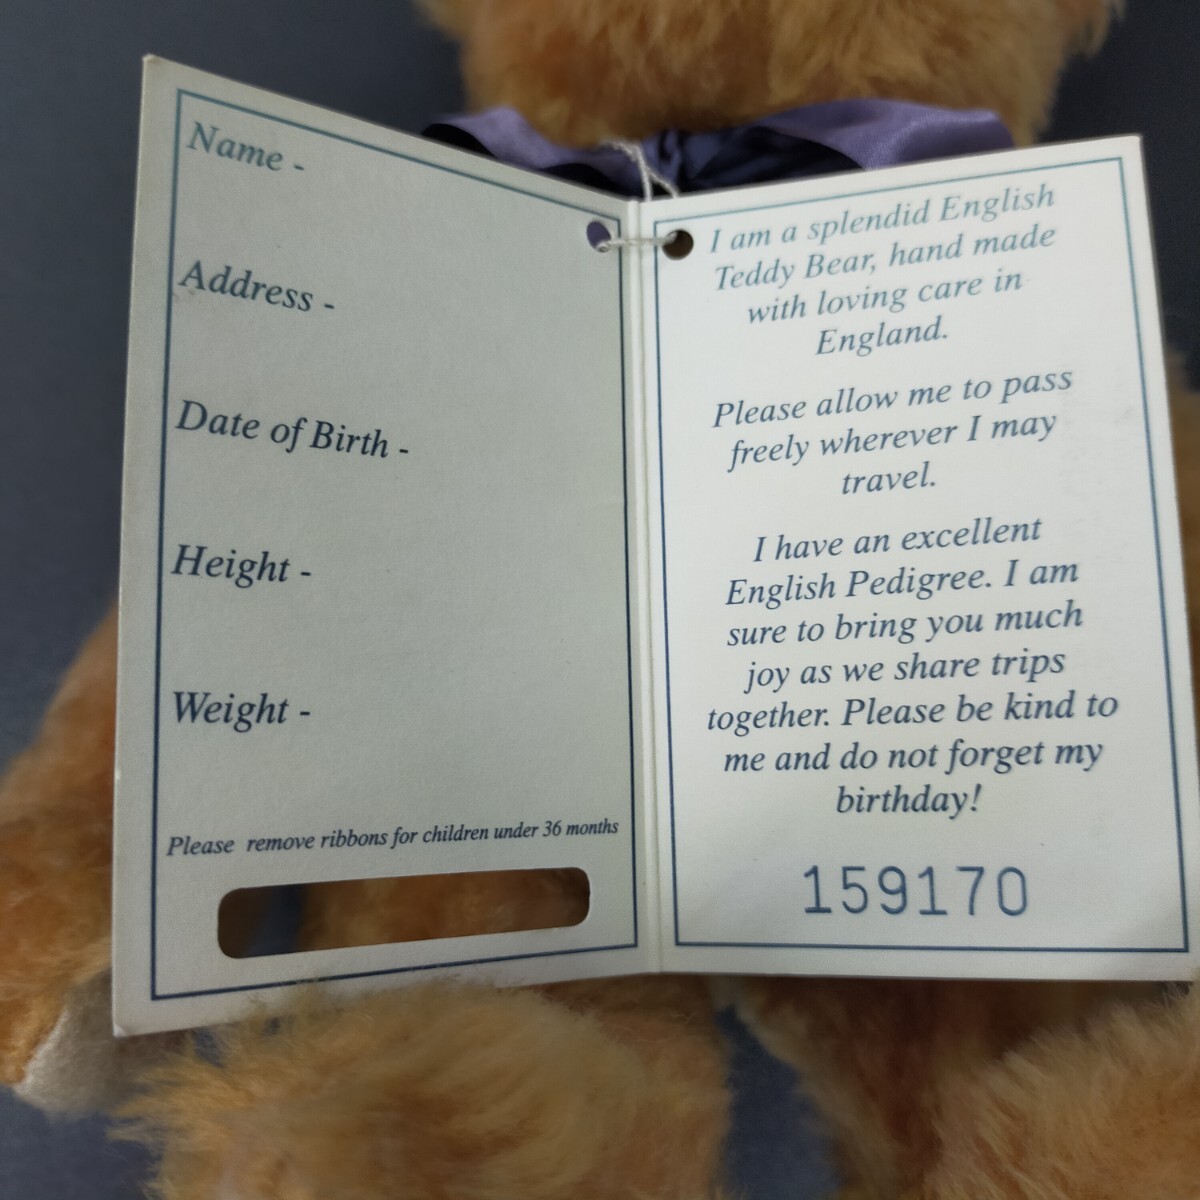 Name -
Address -
Date of Birth -
Height -
Weight -
Please remove ribbons for children under 36 months
I am a splendid English
Teddy Bear, hand made
with loving care in
England.
Please allow me to pass
freely wherever I may
travel.
I have an excellent
English Pedigree. I am
sure to bring you much
joy as we share trips
together. Please be kind to
me and do not forget my
birthday!
159170